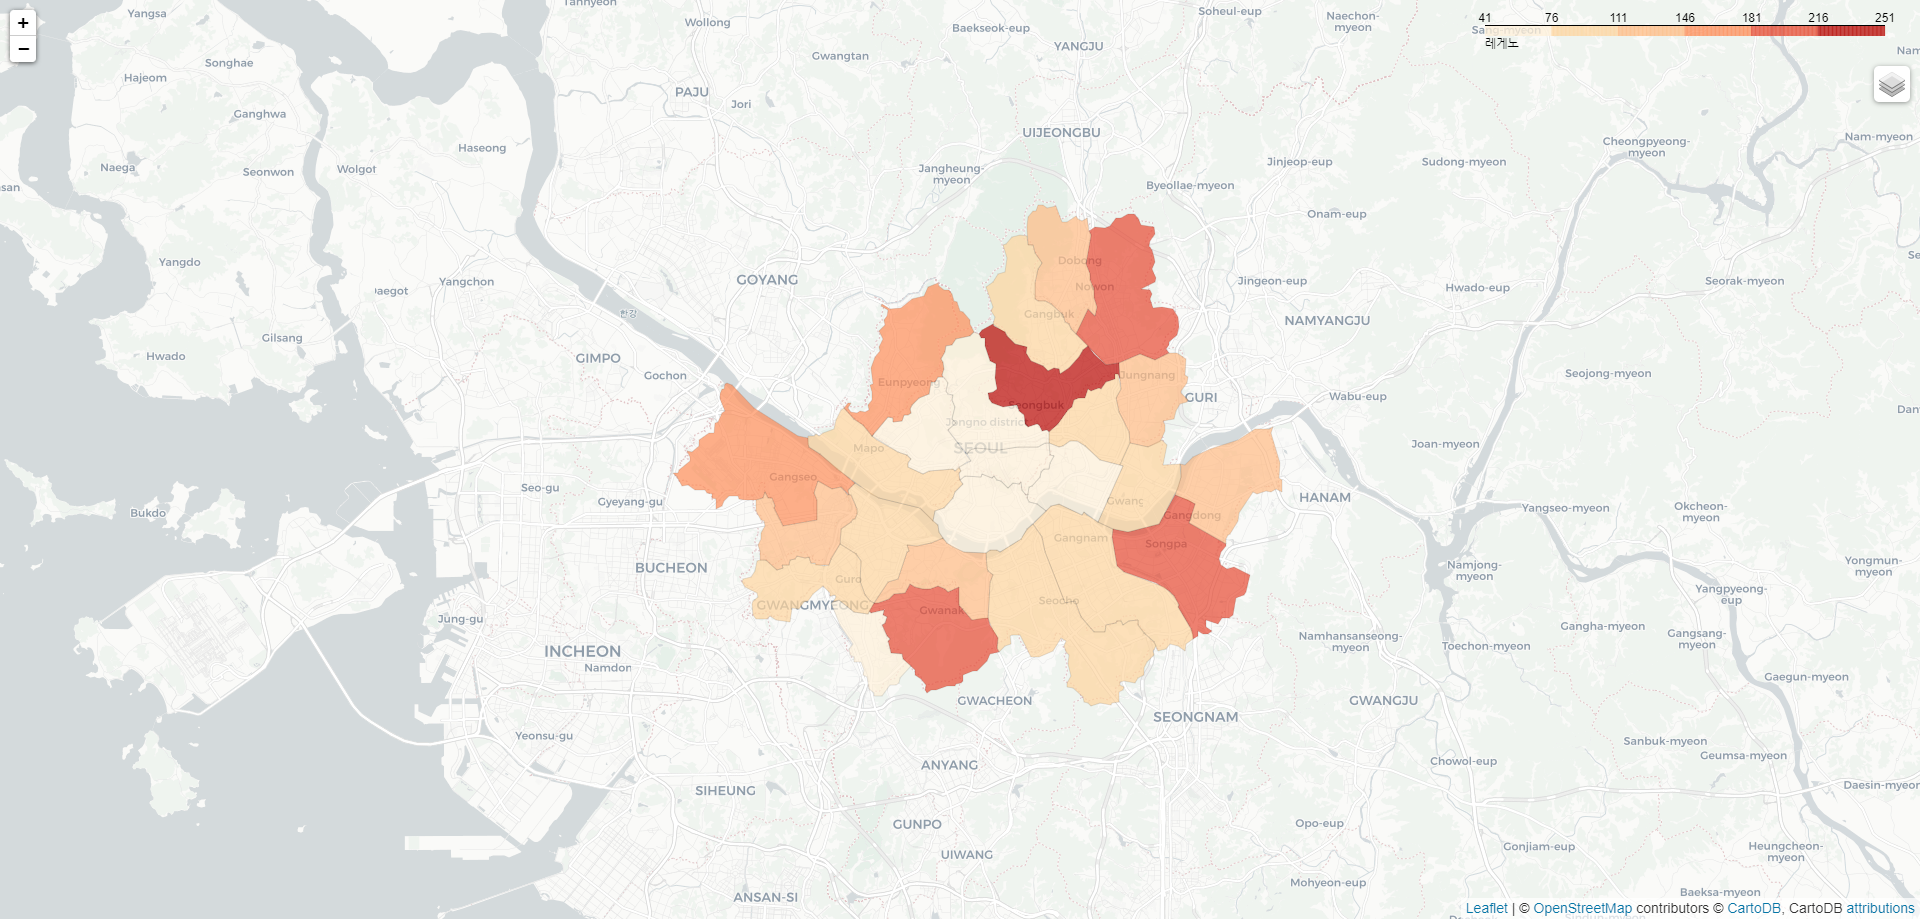 +
−
41 76 111 146 181 216 251
레게노
Tanhyeon
Yangsa
Wollong
Baekseok-eup
Soheul-eup
Naechon-
myeon
Sang-myeon
YANGJU
Gwangtan
Songhae
Hajeom
PAJU
Jori
Ganghwa
UIJEONGBU
Haseong
Cheongpyeong-
myeon
Nam-myeon
Naega
Seonwon
Wolgot
Jangheung-
myeon
Jinjeop-eup
Sudong-myeon
Byeollae-myeon
Onam-eup
Yangdo
Yangchon
GOYANG
Dobong
Nowon
Jingeon-eup
Hwado-eup
Seorak-myeon
한강
Gangbuk
NAMYANGJU
Gilsang
Hwado
GIMPO
Gochon
Eunpyeong
Jungnang
Seojong-myeon
GURI
Wabu-eup
Seongbuk
Jongno district
SEOUL
Mapo
Joan-myeon
Gangseo
Seo-gu
Gyeyang-gu
Gwang
HANAM
Bukdo
Gangdong
Yangseo-myeon
Okcheon-
myeon
Gangnam
Songpa
BUCHEON
Guro
Namjong-
myeon
Yongmun-
myeon
Yangpyeong-
eup
GWANGMYEONG
Seocho
Gwanak
Jung-gu
Gangha-myeon
Gangsang-
myeon
Namhansanseong-
myeon
Toechon-myeon
INCHEON
Namdon
Gaegun-myeon
GWACHEON
GWANGJU
SEONGNAM
Yeonsu-gu
Sanbuk-myeon
Geumsa-myeon
ANYANG
Chowol-eup
SIHEUNG
Daesin-myeon
GUNPO
Opo-eup
Gonjiam-eup
Heungcheon-
myeon
UIWANG
Mohyeon-eup
ANSAN-SI
Baeksa-myeon
Leaflet | © OpenStreetMap contributors © CartoDB, CartoDB attributions